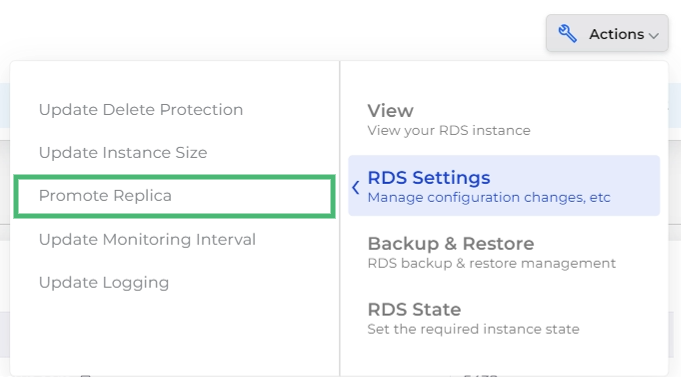 Actions
Update Delete Protection
Update Instance Size
Promote Replica
Update Monitoring Interval
Update Logging
View
View your RDS instance
RDS Settings
Manage configuration changes, etc
Backup & Restore
RDS backup & restore management
RDS State
Set the required instance state